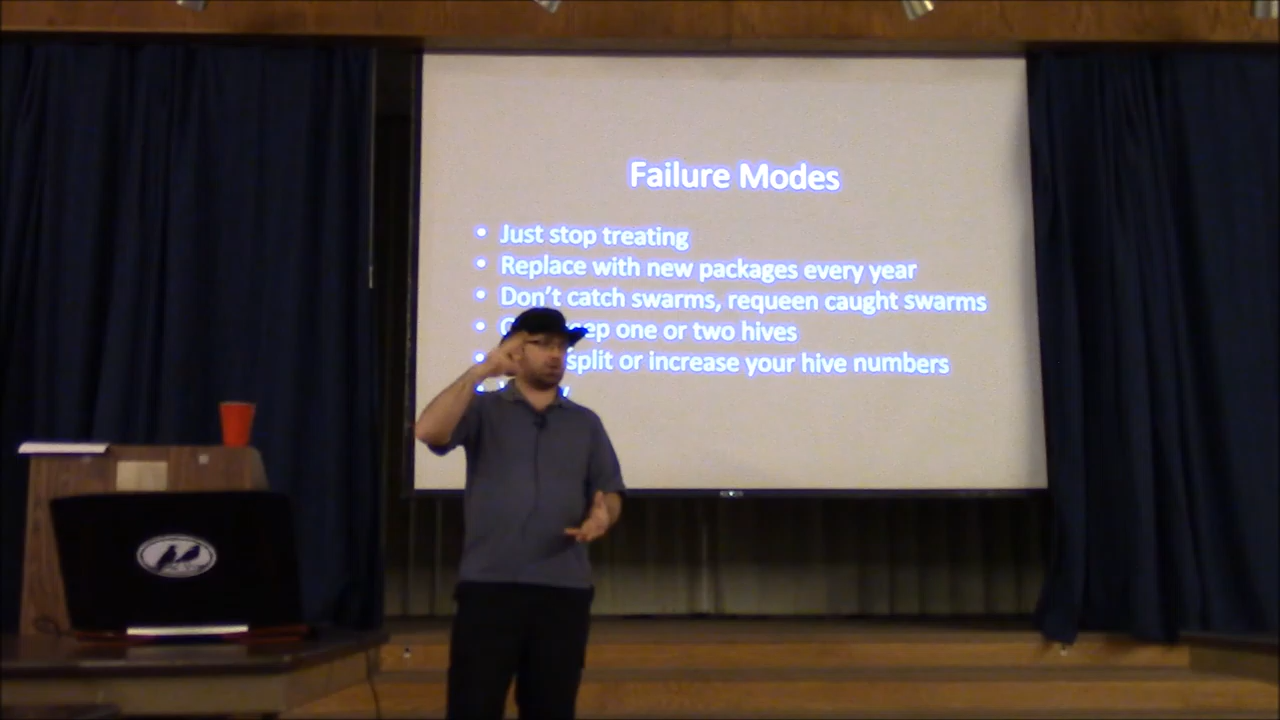 Failure Modes
• Just stop treating
• Replace with new packages every year
• Don't catch swarms, requeen caught swarms
• one or two hives
• split or increase your hive numbers